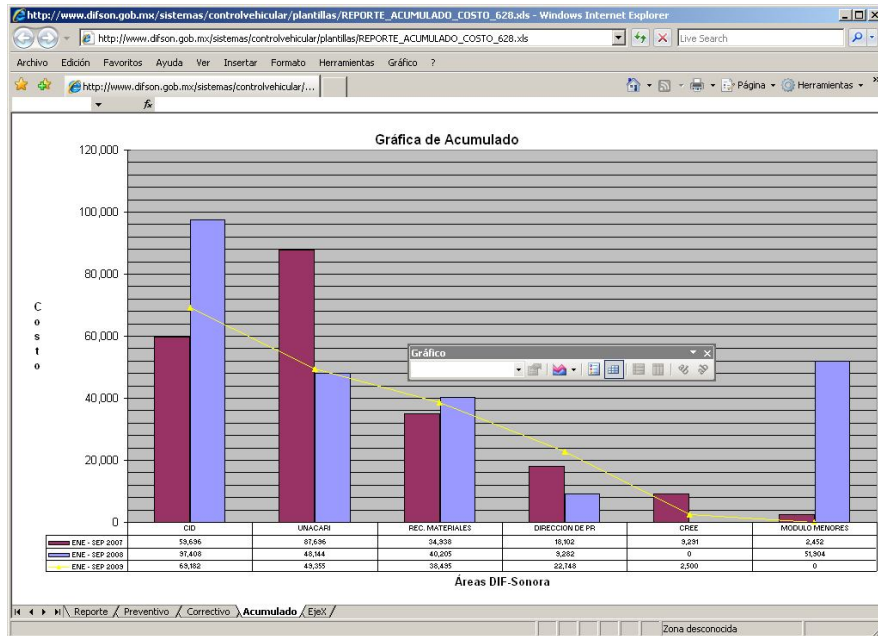 http://www.difson.gob.mx/sistemas/controlvehicular/plantillas/REPORTE_ACUMULADO_COSTO_628.xls - Windows Internet Explorer
http://www.difson.gob.mx/sistemas/controlvehicular/plantillas/REPORTE_ACUMULADO_COSTO_628.xls
Live Search
Archivo Edición Favoritos Ayuda Ver Insertar Formato Herramientas Gráfico ?
http://www.difson.gob.mx/sistemas/controlvehicular/...
Página Herramientas
fx
Gráfica de Acumulado
120,000
100,000
80,000
60,000
40,000
20,000
0
Costo
Gráfico
CID UNACARI REC. MATERIALES DIRECCION DE PR CREE MODULO MENORES
ENE - SEP 2007 59,696 87,696 34,938 18,102 9,291 2,452
ENE - SEP 2008 97,408 48,144 40,205 9,282 0 51,904
ENE - SEP 2009 69,182 49,355 38,495 22,748 2,500 0
Áreas DIF-Sonora
Reporte Preventivo Correctivo Acumulado EjeX
Zona desconocida